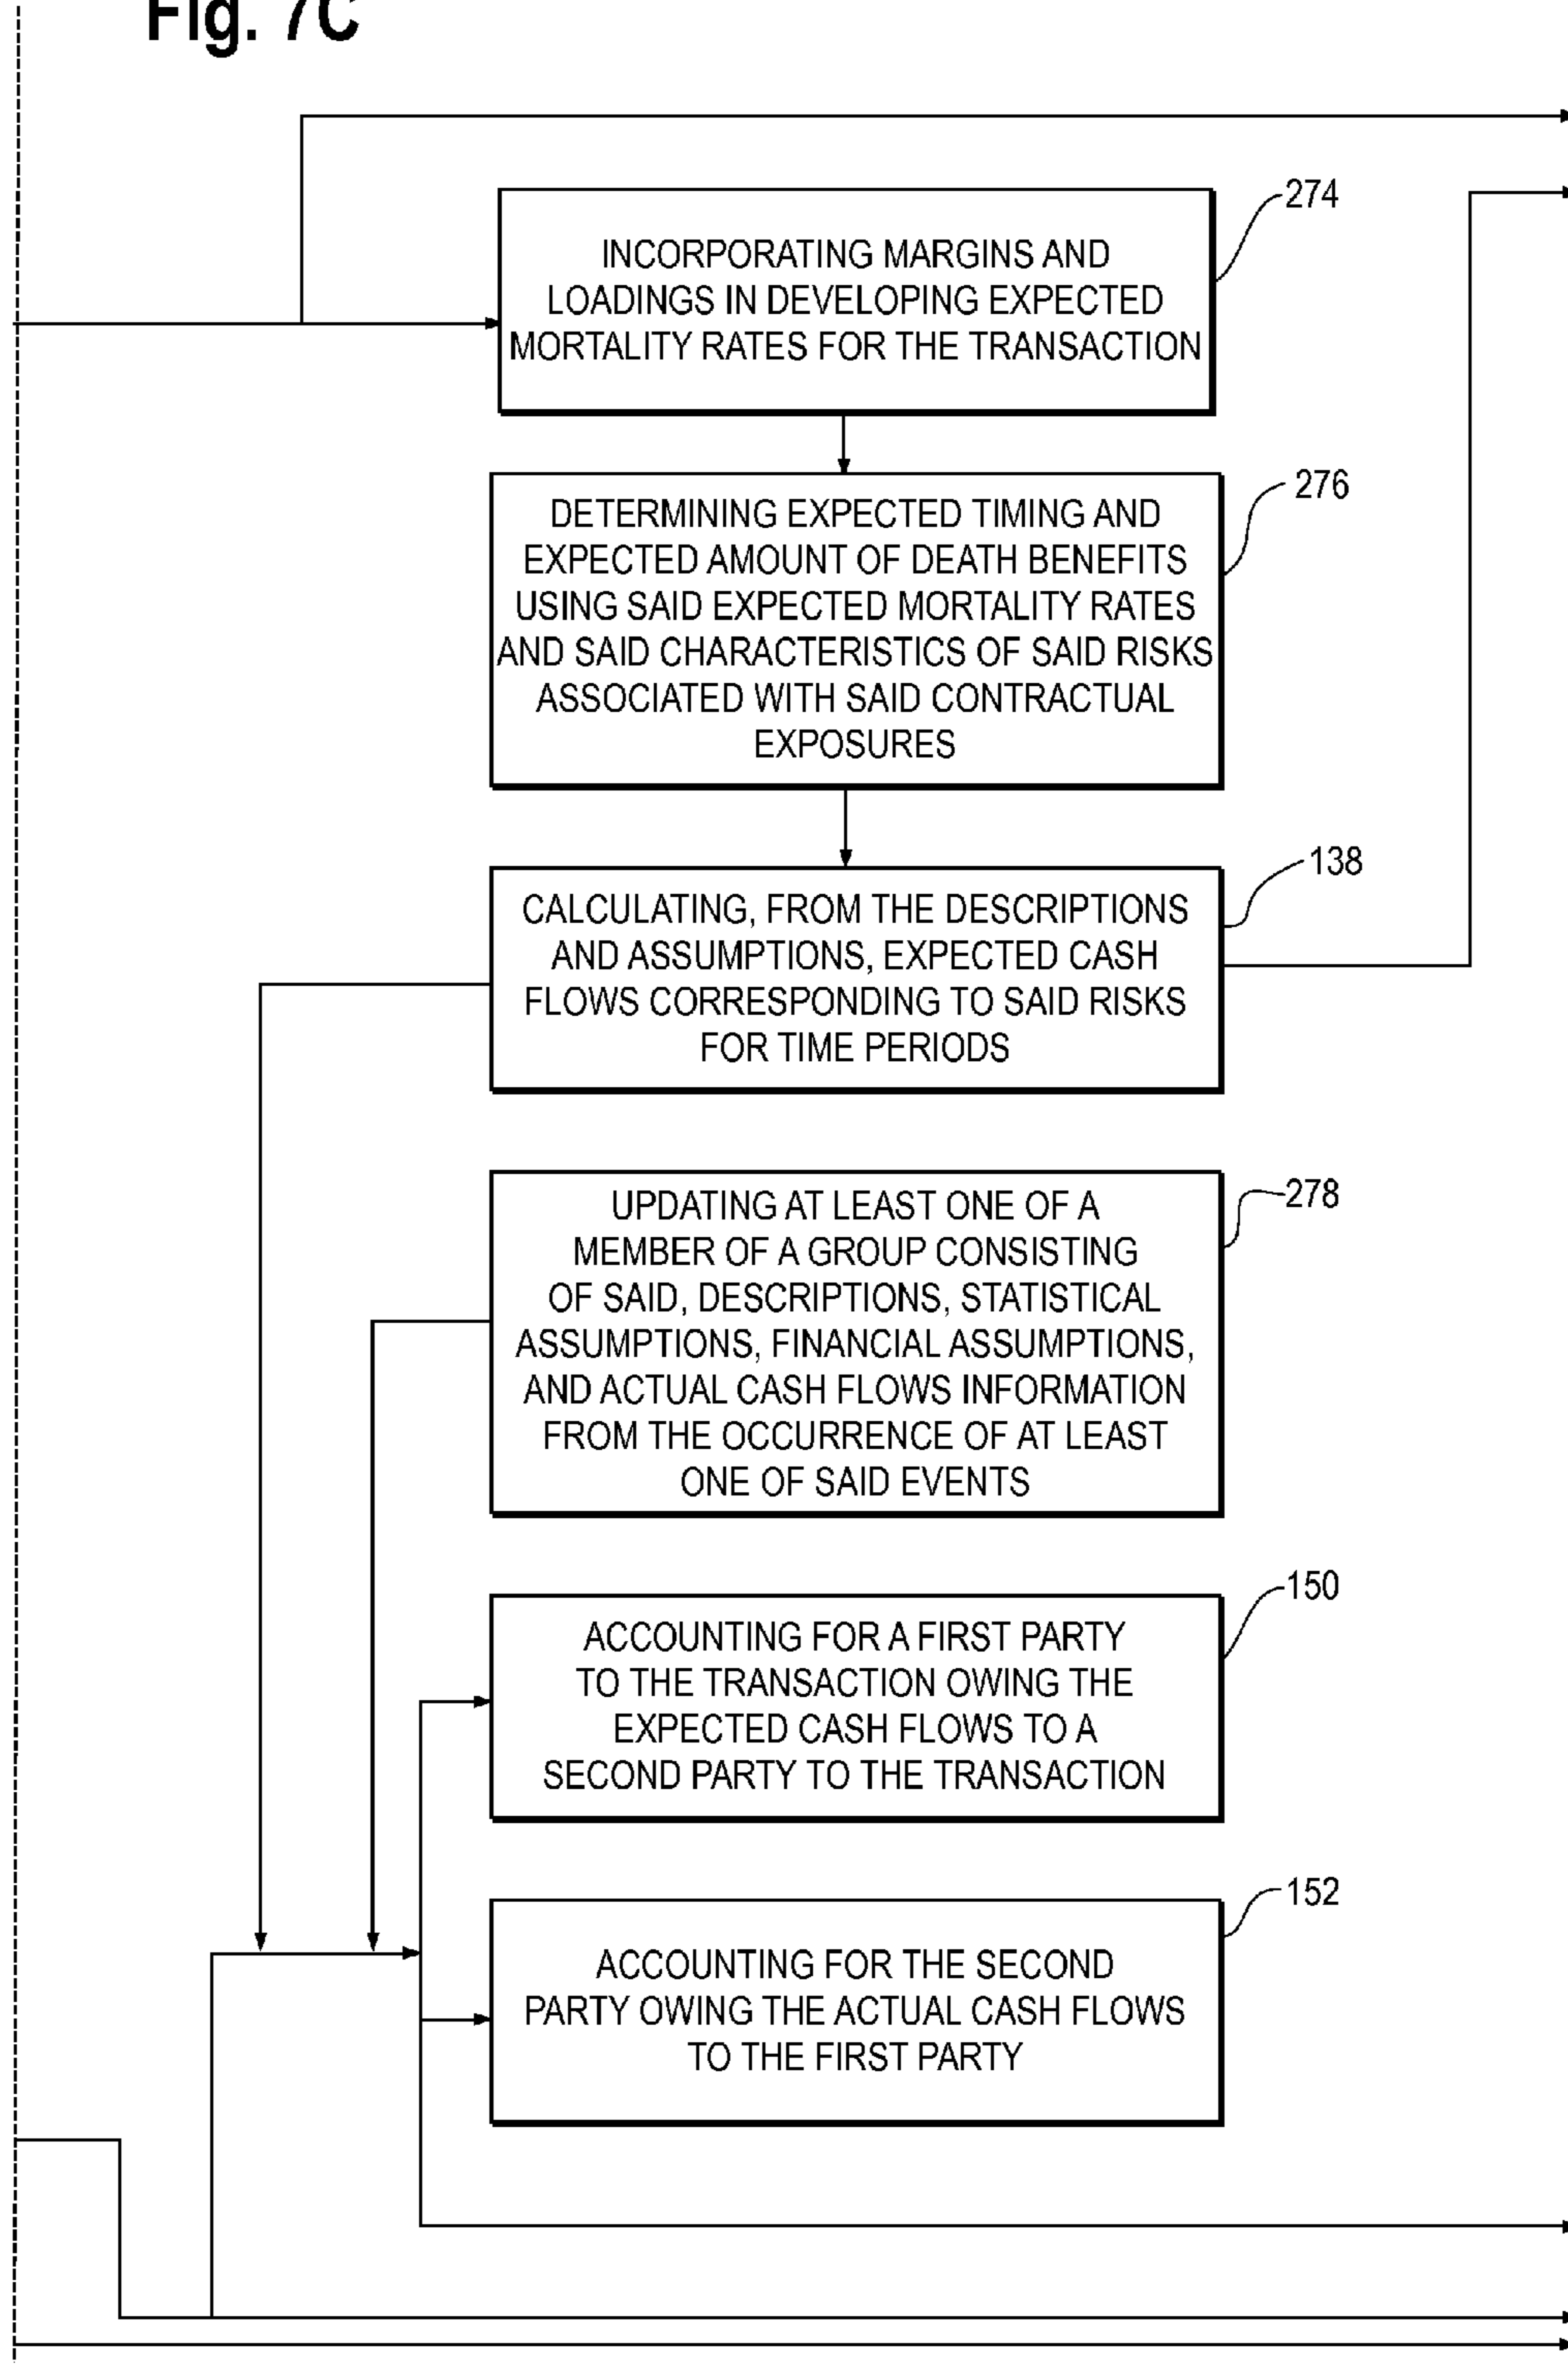 Fig. 7C
274
INCORPORATING MARGINS AND
LOADINGS IN DEVELOPING EXPECTED
MORTALITY RATES FOR THE TRANSACTION
276
DETERMINING EXPECTED TIMING AND
EXPECTED AMOUNT OF DEATH BENEFITS
USING SAID EXPECTED MORTALITY RATES
AND SAID CHARACTERISTICS OF SAID RISKS
ASSOCIATED WITH SAID CONTRACTUAL
EXPOSURES
138
CALCULATING, FROM THE DESCRIPTIONS
AND ASSUMPTIONS, EXPECTED CASH
FLOWS CORRESPONDING TO SAID RISKS
FOR TIME PERIODS
278
UPDATING AT LEAST ONE OF A
MEMBER OF A GROUP CONSISTING
OF SAID, DESCRIPTIONS, STATISTICAL
ASSUMPTIONS, FINANCIAL ASSUMPTIONS,
AND ACTUAL CASH FLOWS INFORMATION
FROM THE OCCURRENCE OF AT LEAST
ONE OF SAID EVENTS
150
ACCOUNTING FOR A FIRST PARTY
TO THE TRANSACTION OWING THE
EXPECTED CASH FLOWS TO A
SECOND PARTY TO THE TRANSACTION
152
ACCOUNTING FOR THE SECOND
PARTY OWING THE ACTUAL CASH FLOWS
TO THE FIRST PARTY